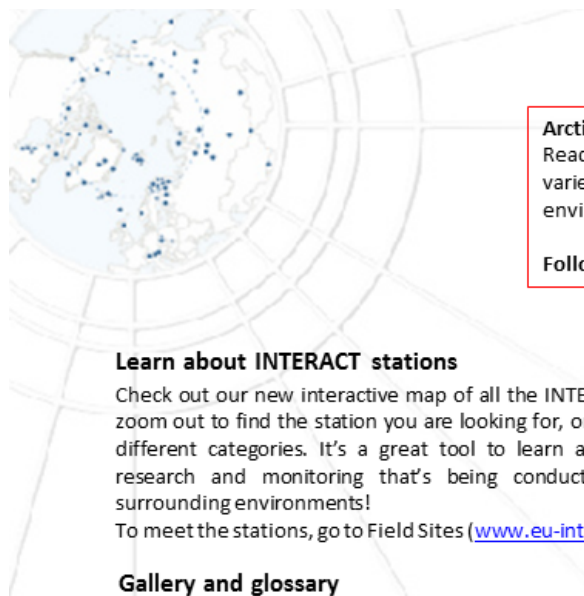 Arcti
Read
varie
envi
Follo
Learn about INTERACT stations
Check out our new interactive map of all the INTE
zoom out to find the station you are looking for, o
different categories. It's a great tool to learn a
research and monitoring that's being conduct
surrounding environments!
To meet the stations, go to Field Sites (www.eu-int
Gallery and glossary